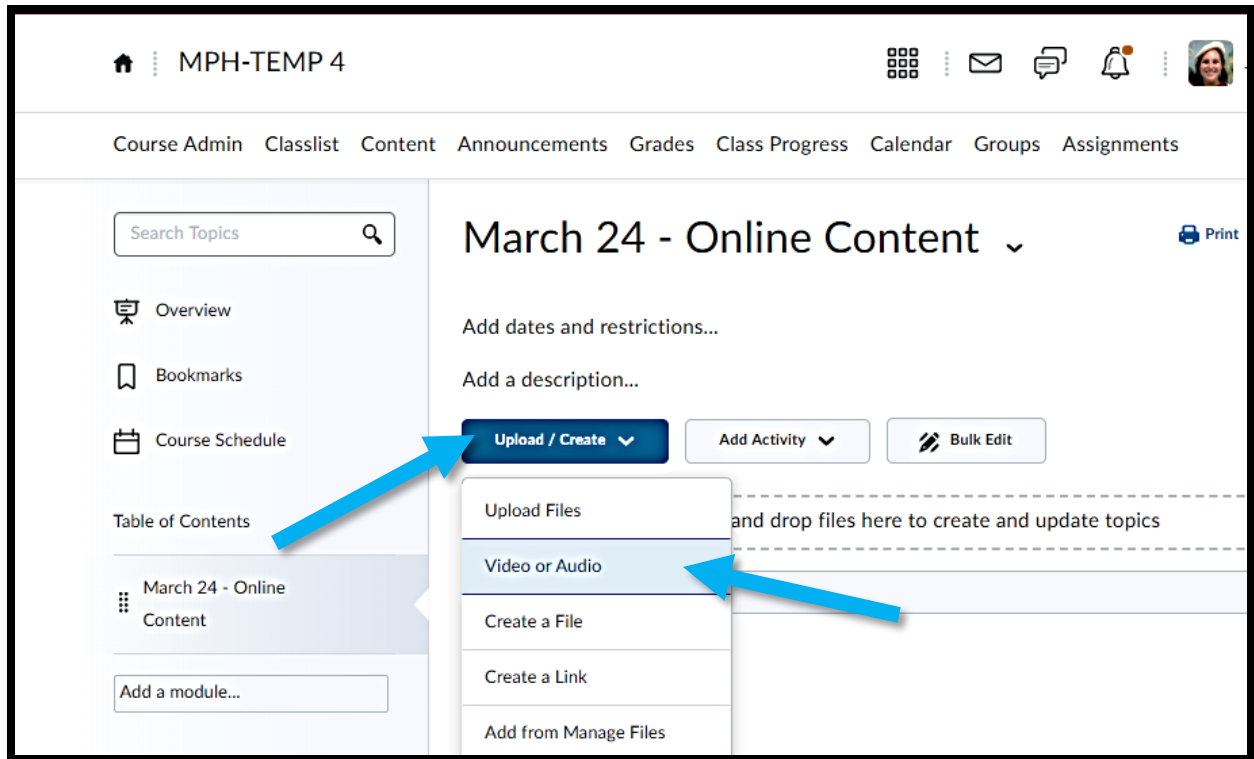 MPH-TEMP 4
Course Admin Classlist Content Announcements Grades Class Progress Calendar Groups Assignments
Search Topics
Overview
Bookmarks
Course Schedule
Table of Contents
March 24 - Online
Content
Add a module...
March 24 - Online Content
Print
Add dates and restrictions...
Add a description...
Upload / Create Add Activity Bulk Edit
Upload Files
and drop files here to create and update topics
Video or Audio
Create a File
Create a Link
Add from Manage Files